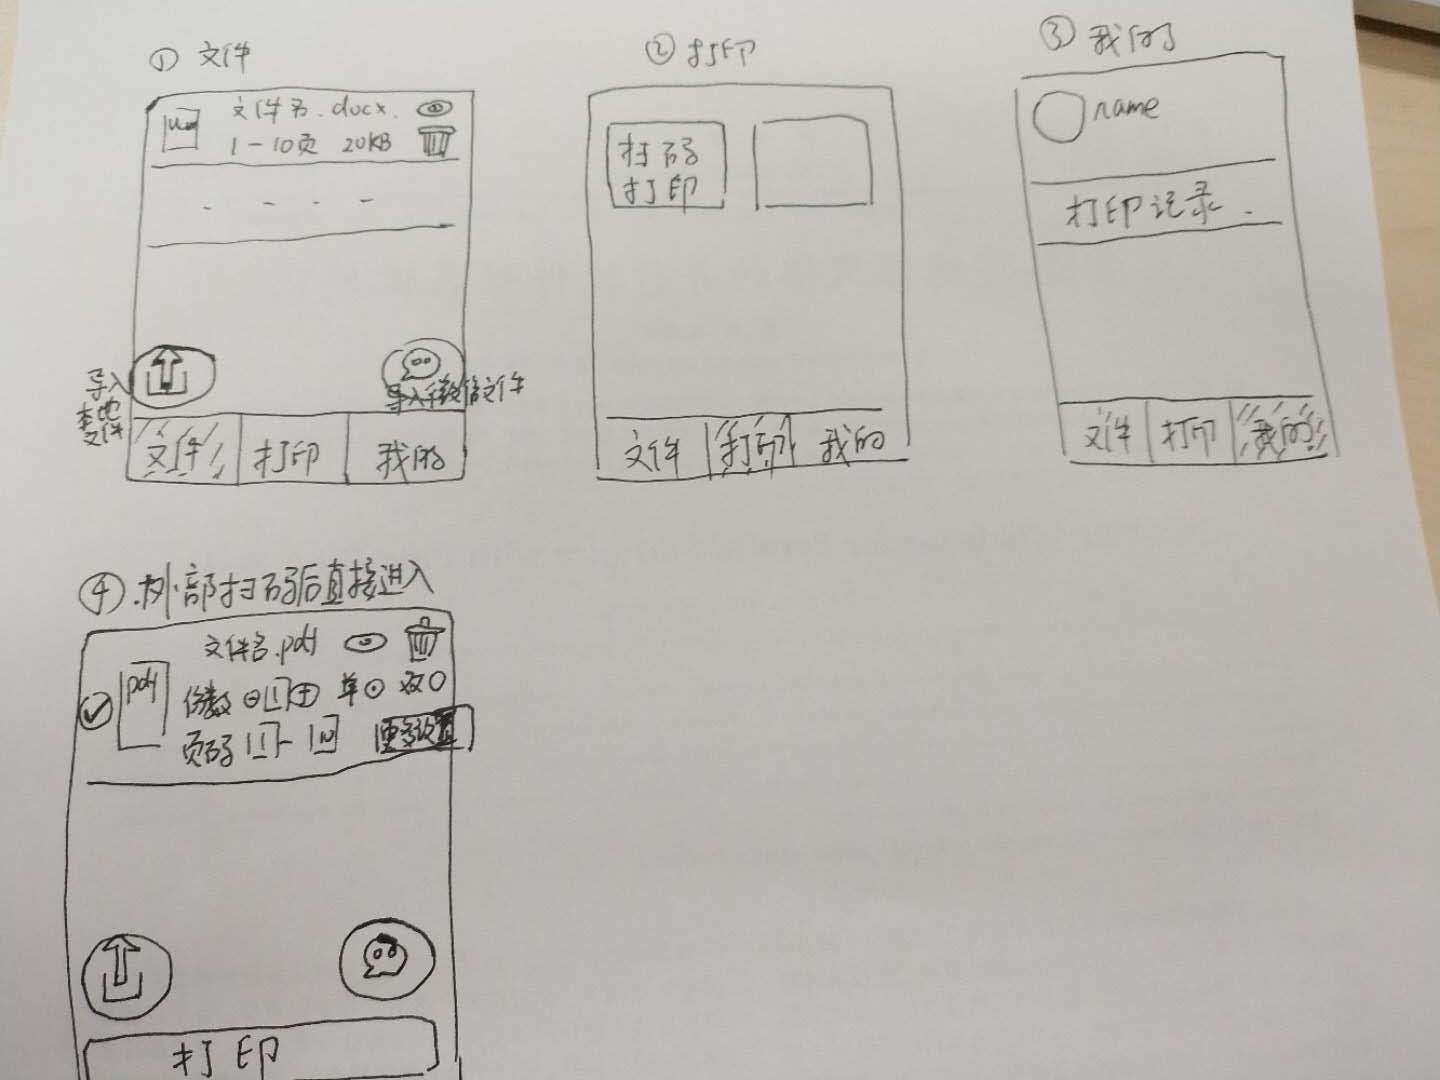 ① 文件
文件名.docx.
1-10页 20KB
导入
本地
文件
导入微信文件
文件 打印 我的
② 打印
扫码
打印
文件 打印 我的
③ 我的
name
打印记录
文件 打印 我的
④.外部扫码后直接进入
文件名.pdf
pdf
份数 1 单 双
页码 1 - 10 更多设置
打印